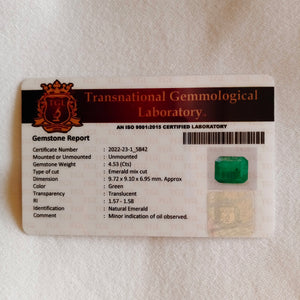 TGL
Transnational Gemmological
Laboratory
AN ISO 9001:2015 CERTIFIED LABORATORY
Gemstone Report
Certificate Number : 2022-23-1_5842
Mounted or Unmounted : Unmounted
Gemstone Weight : 4.53 (Cts)
Type of cut : Emerald mix cut
Dimension : 9.72 x 9.10 x 6.95 mm. Approx
Color : Green
Transparency : Translucent
R.I : 1.57 - 1.58
Identification : Natural Emerald
Comment : Minor indication of oil observed.